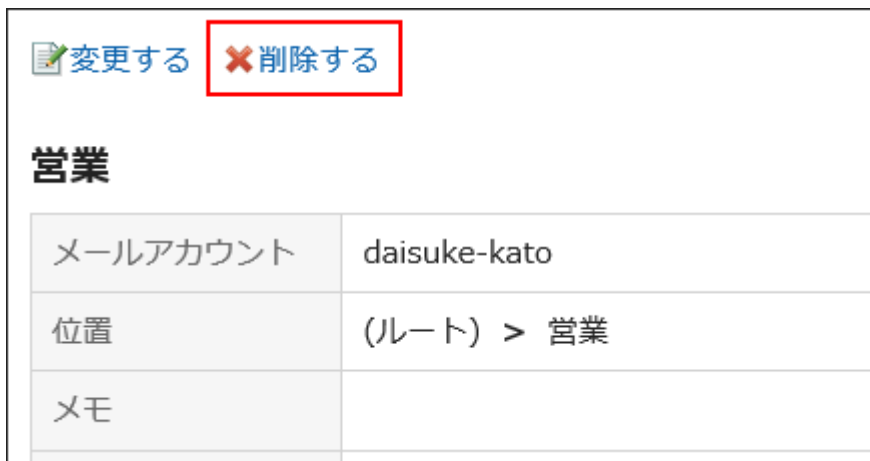 変更する 削除する
営業
メールアカウント daisuke-kato
位置 (ルート) > 営業
メモ